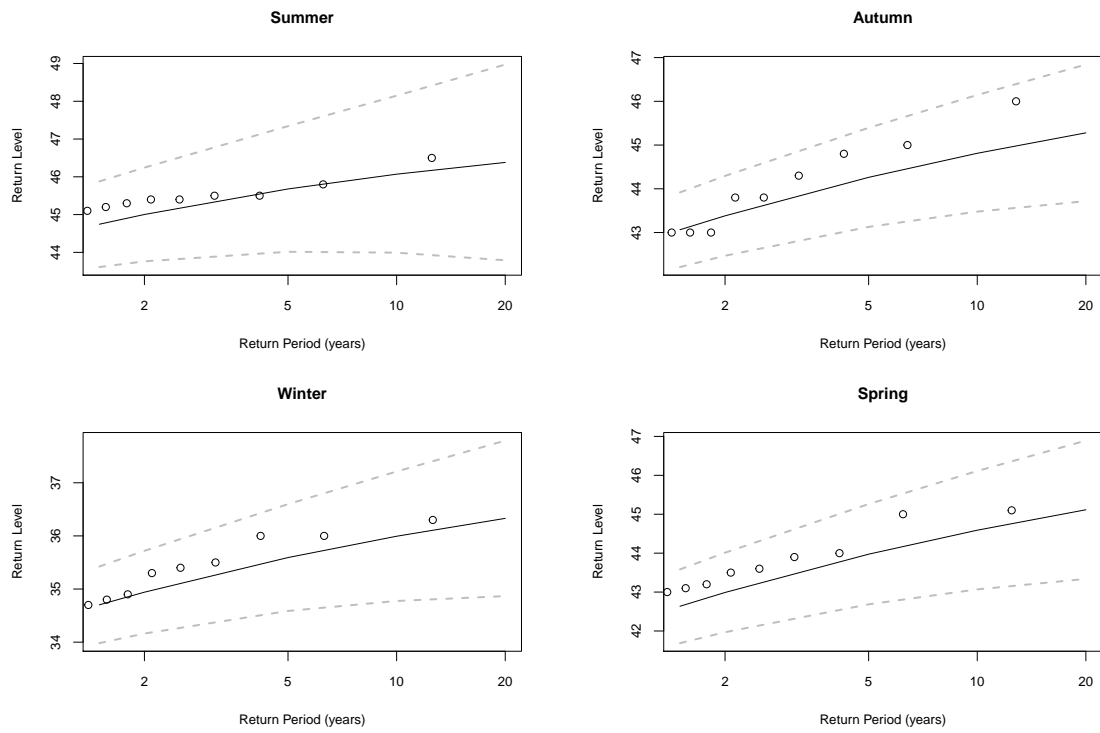 Summer
Return Level
49
48
47
46
45
44
2 5 10 20
Return Period (years)
Autumn
Return Level
47
46
45
44
43
2 5 10 20
Return Period (years)
Winter
Return Level
37
36
35
34
2 5 10 20
Return Period (years)
Spring
Return Level
47
46
45
44
43
42
2 5 10 20
Return Period (years)